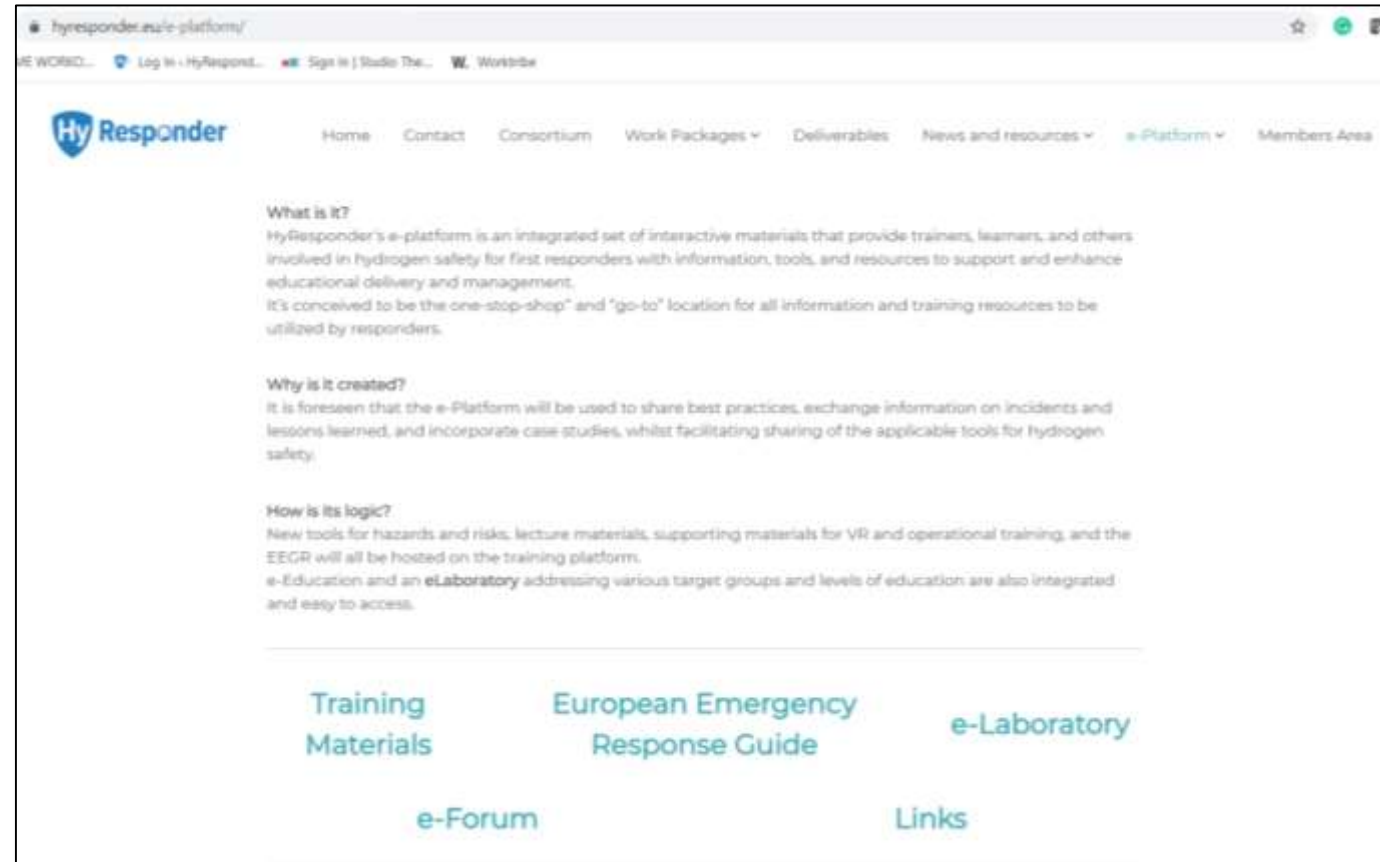 hyresponder.eu/e-platform/
Log In ‹ HyRespond... Sign in | Studio The... W. Worktribe
Hy Responder Home Contact Consortium Work Packages Deliverables News and resources e-Platform Members Area
What is it?
HyResponder's e-platform is an integrated set of interactive materials that provide trainers, learners, and others
involved in hydrogen safety for first responders with information, tools, and resources to support and enhance
educational delivery and management.
It's conceived to be the one-stop-shop" and "go-to" location for all information and training resources to be
utilized by responders.
Why is it created?
It is foreseen that the e-Platform will be used to share best practices, exchange information on incidents and
lessons learned, and incorporate case studies, whilst facilitating sharing of the applicable tools for hydrogen
safety.
How is its logic?
New tools for hazards and risks, lecture materials, supporting materials for VR and operational training, and the
EEGR will all be hosted on the training platform.
e-Education and an eLaboratory addressing various target groups and levels of education are also integrated
and easy to access.
Training
Materials
European Emergency
Response Guide
e-Laboratory
e-Forum
Links